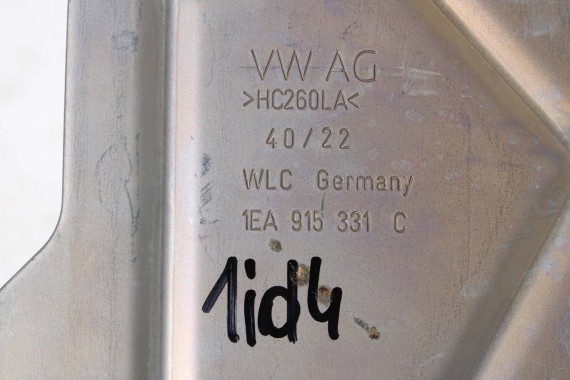 VW AG
>HC260LA<
40/22
WLC Germany
1EA 915 331 C
1id4